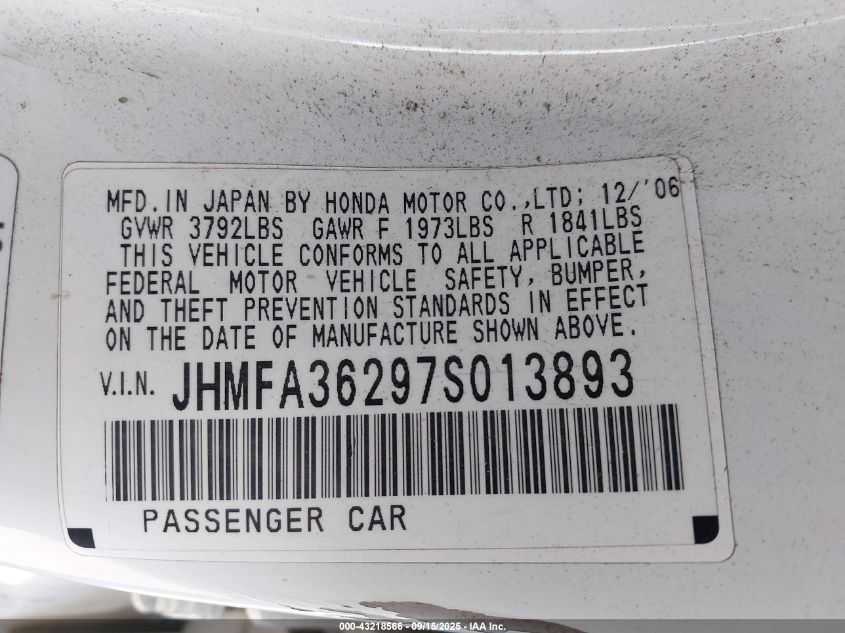 MFD. IN JAPAN BY HONDA MOTOR CO.,LTD; 12/'06
GVWR 3792LBS GAWR F 1973LBS R 1841LBS
THIS VEHICLE CONFORMS TO ALL APPLICABLE
FEDERAL MOTOR VEHICLE SAFETY, BUMPER,
AND THEFT PREVENTION STANDARDS IN EFFECT
ON THE DATE OF MANUFACTURE SHOWN ABOVE.
V.I.N. JHMFA36297S013893
PASSENGER CAR
000-43218566 - 09/15/2025 - IAA Inc.